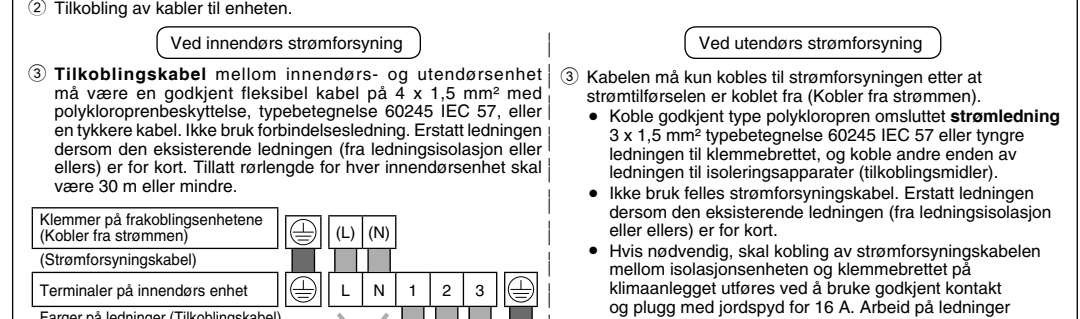 ② Tilkobling av kabler til enheten.
Ved innendørs strømforsyning
③ Tilkoblingskabel mellom innendørs- og utendørsenhet
må være en godkjent fleksibel kabel på 4 x 1,5 mm² med
polykloroprenbeskyttelse, typebetegnelse 60245 IEC 57, eller
en tykkere kabel. Ikke bruk forbindelsesledning. Erstatt ledningen
dersom den eksisterende ledningen (fra ledningsisolasjon eller
ellers) er for kort. Tillatt rørlengde for hver innendørsenhet skal
være 30 m eller mindre.
Klemmer på frakoblingsenhetene
(Kobler fra strømmen)
(L) (N)
(Strømforsyningskabel)
Terminaler på innendørs enhet
L N 1 2 3
Farger på ledninger (Tilkoblingskabel)
Ved utendørs strømforsyning
③ Kabelen må kun kobles til strømforsyningen etter at
strømtilførselen er koblet fra (Kobler fra strømmen).
• Koble godkjent type polykloropren omsluttet strømledning
3 x 1,5 mm² typebetegnelse 60245 IEC 57 eller tyngre
ledningen til klemmebrettet, og koble andre enden av
ledningen til isoleringsapparater (tilkoblingsmidler).
• Ikke bruk felles strømforsyningskabel. Erstatt ledningen
dersom den eksisterende ledningen (fra ledningsisolasjon
eller ellers) er for kort.
• Hvis nødvendig, skal kobling av strømforsyningskabelen
mellom isolasjonsenheten og klemmebrettet på
klimaanlegget utføres ved å bruke godkjent kontakt
og plugg med jordspyd for 16 A. Arbeid på ledninger